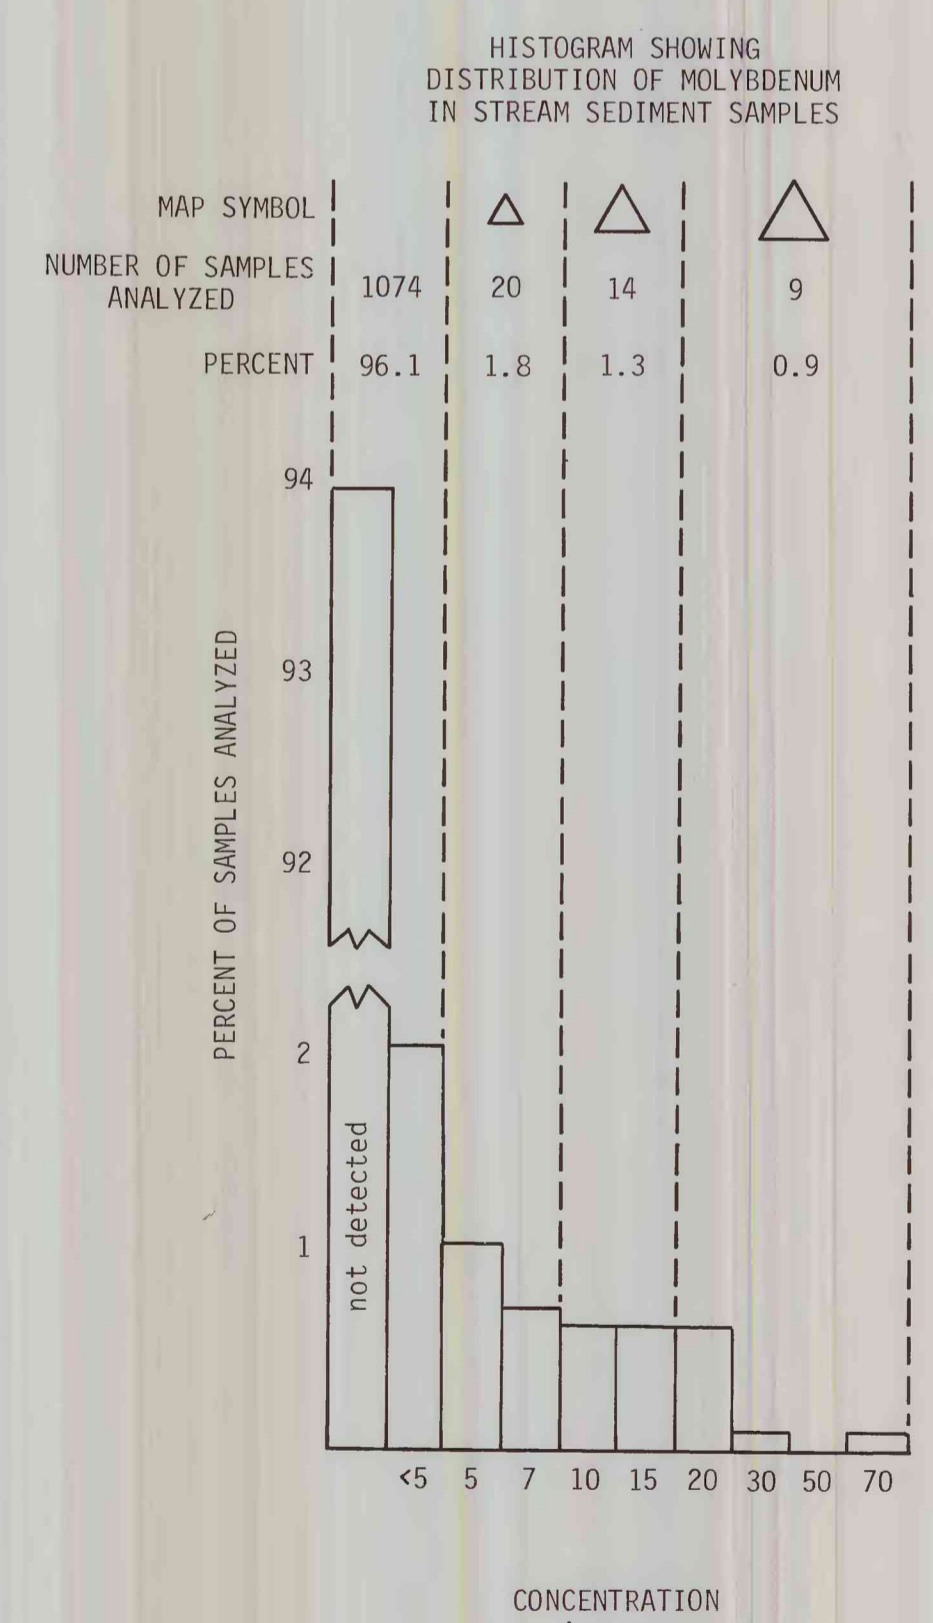 HISTOGRAM SHOWING
DISTRIBUTION OF MOLYBDENUM
IN STREAM SEDIMENT SAMPLES
MAP SYMBOL
NUMBER OF SAMPLES
ANALYZED
1074 20 14 9
PERCENT 96.1 1.8 1.3 0.9
94
93
92
2
1
PERCENT OF SAMPLES ANALYZED
not detected
<5 5 7 10 15 20 30 50 70
CONCENTRATION